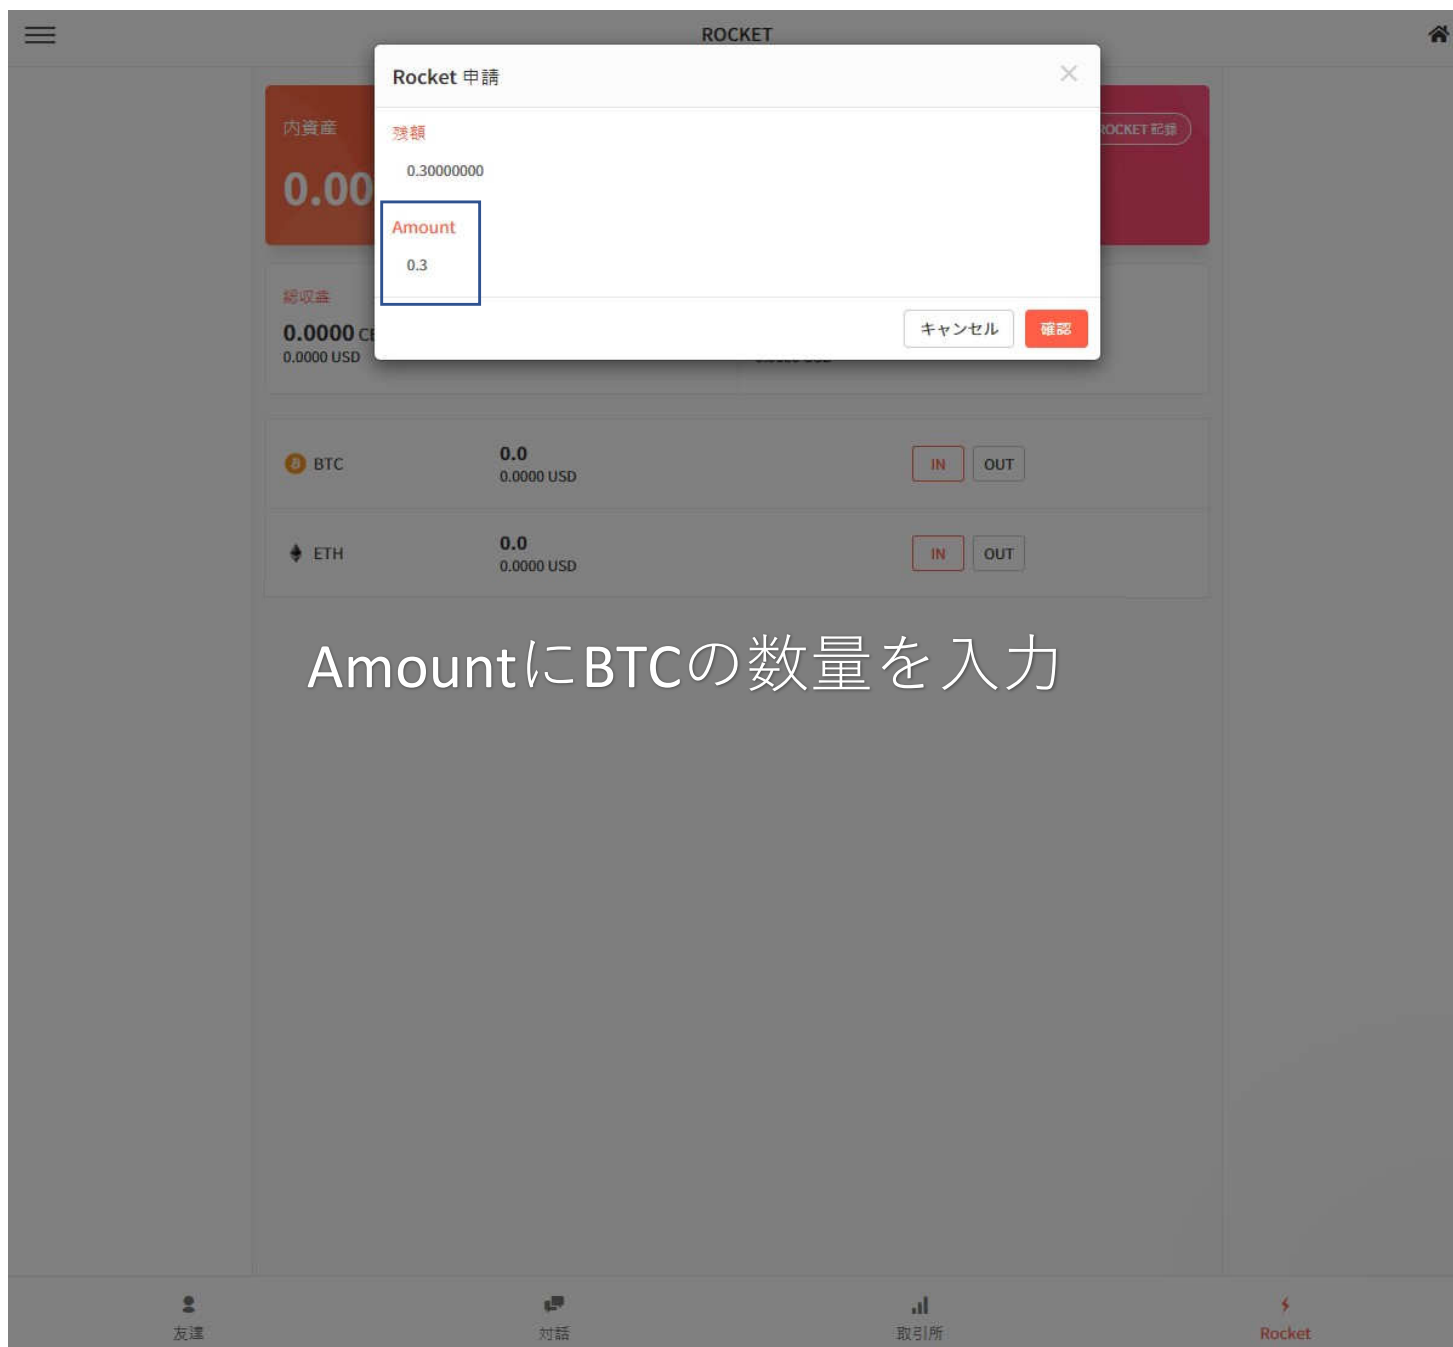 ROCKET
Rocket 申請
内資産
ROCKET 記録
残額
0.30000000
0.00
Amount
0.3
総収益
キャンセル
確認
0.0000
0.0000 USD
BTC
0.0
IN
OUT
0.0000 USD
ETH
0.0
IN
OUT
0.0000 USD
AmountにBTCの数量を入力
友達
対話
取引所
Rocket